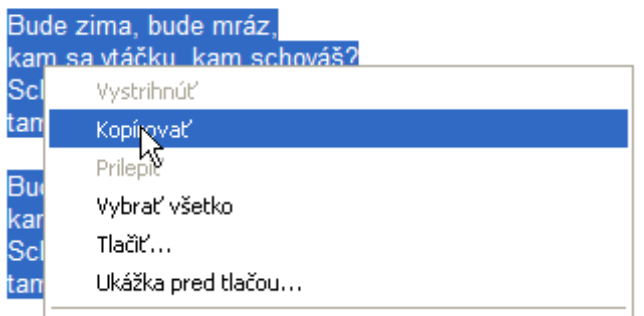 Bude zima, bude mráz,
kam sa vtáčku, kam schováš?
Vystrihnúť
Kopírovať
Prilepiť
Vybrať všetko
Tlačiť...
Ukážka pred tlačou...